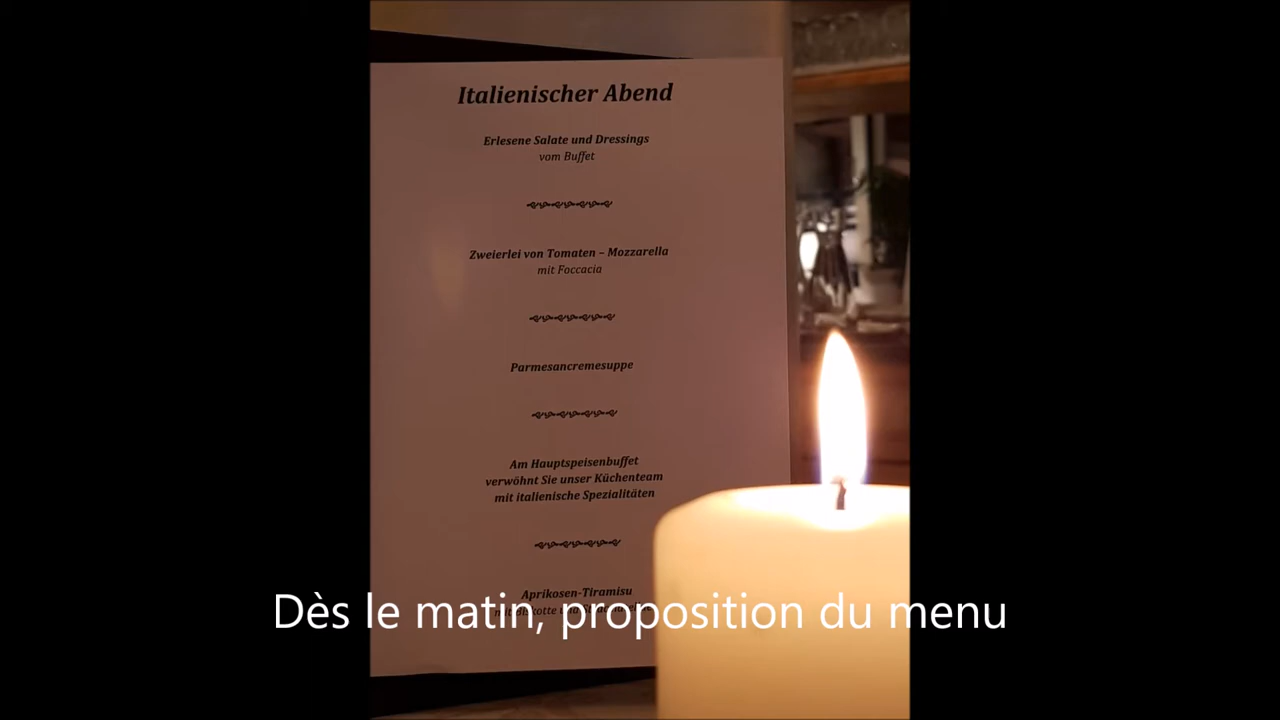 Italienischer Abend
Erlesene Salate und Dressings
vom Buffet
Zweierlei von Tomaten – Mozzarella
mit Foccacia
Parmesancremesuppe
Am Hauptspeisenbuffet
verwöhnt Sie unser Küchenteam
mit italienische Spezialitäten
Aprikosen-Tiramisu
Dès le matin, proposition du menu